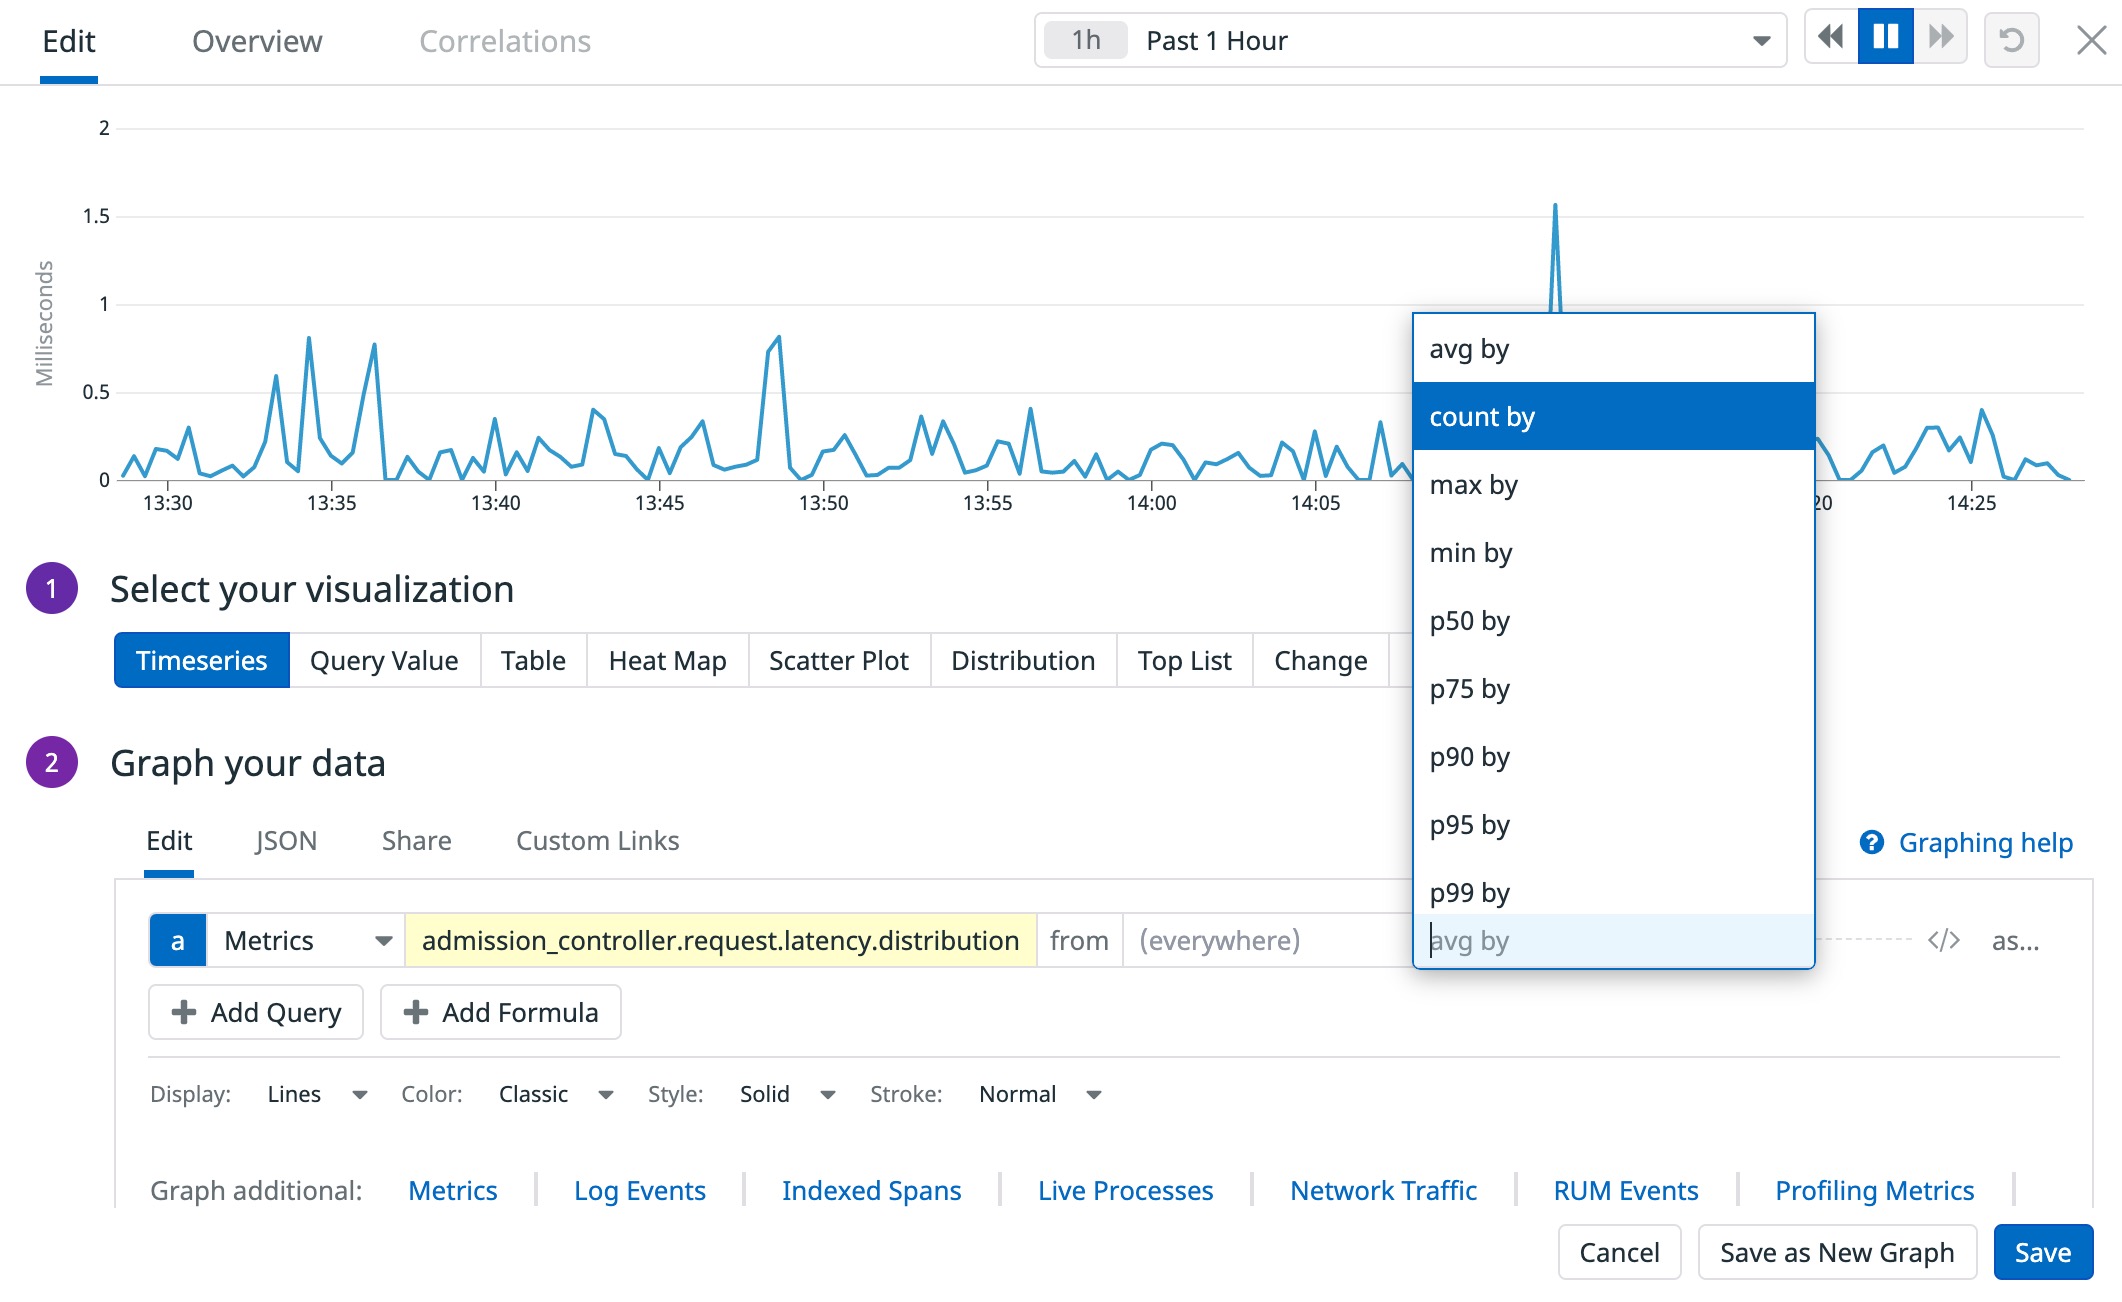 Edit Overview Correlations 1h Past 1 Hour
2
1.5
1
0.5
0
Milliseconds
13:30 13:35 13:40 13:45 13:50 13:55 14:00 14:05 20 14:25
avg by
count by
max by
min by
p50 by
p75 by
p90 by
p95 by
p99 by
avg by
1 Select your visualization
Timeseries Query Value Table Heat Map Scatter Plot Distribution Top List Change
2 Graph your data
Edit JSON Share Custom Links ? Graphing help
a Metrics admission_controller.request.latency.distribution from (everywhere) </> as...
Add Query Add Formula
Display: Lines Color: Classic Style: Solid Stroke: Normal
Graph additional: Metrics Log Events Indexed Spans Live Processes Network Traffic RUM Events Profiling Metrics
Cancel Save as New Graph Save